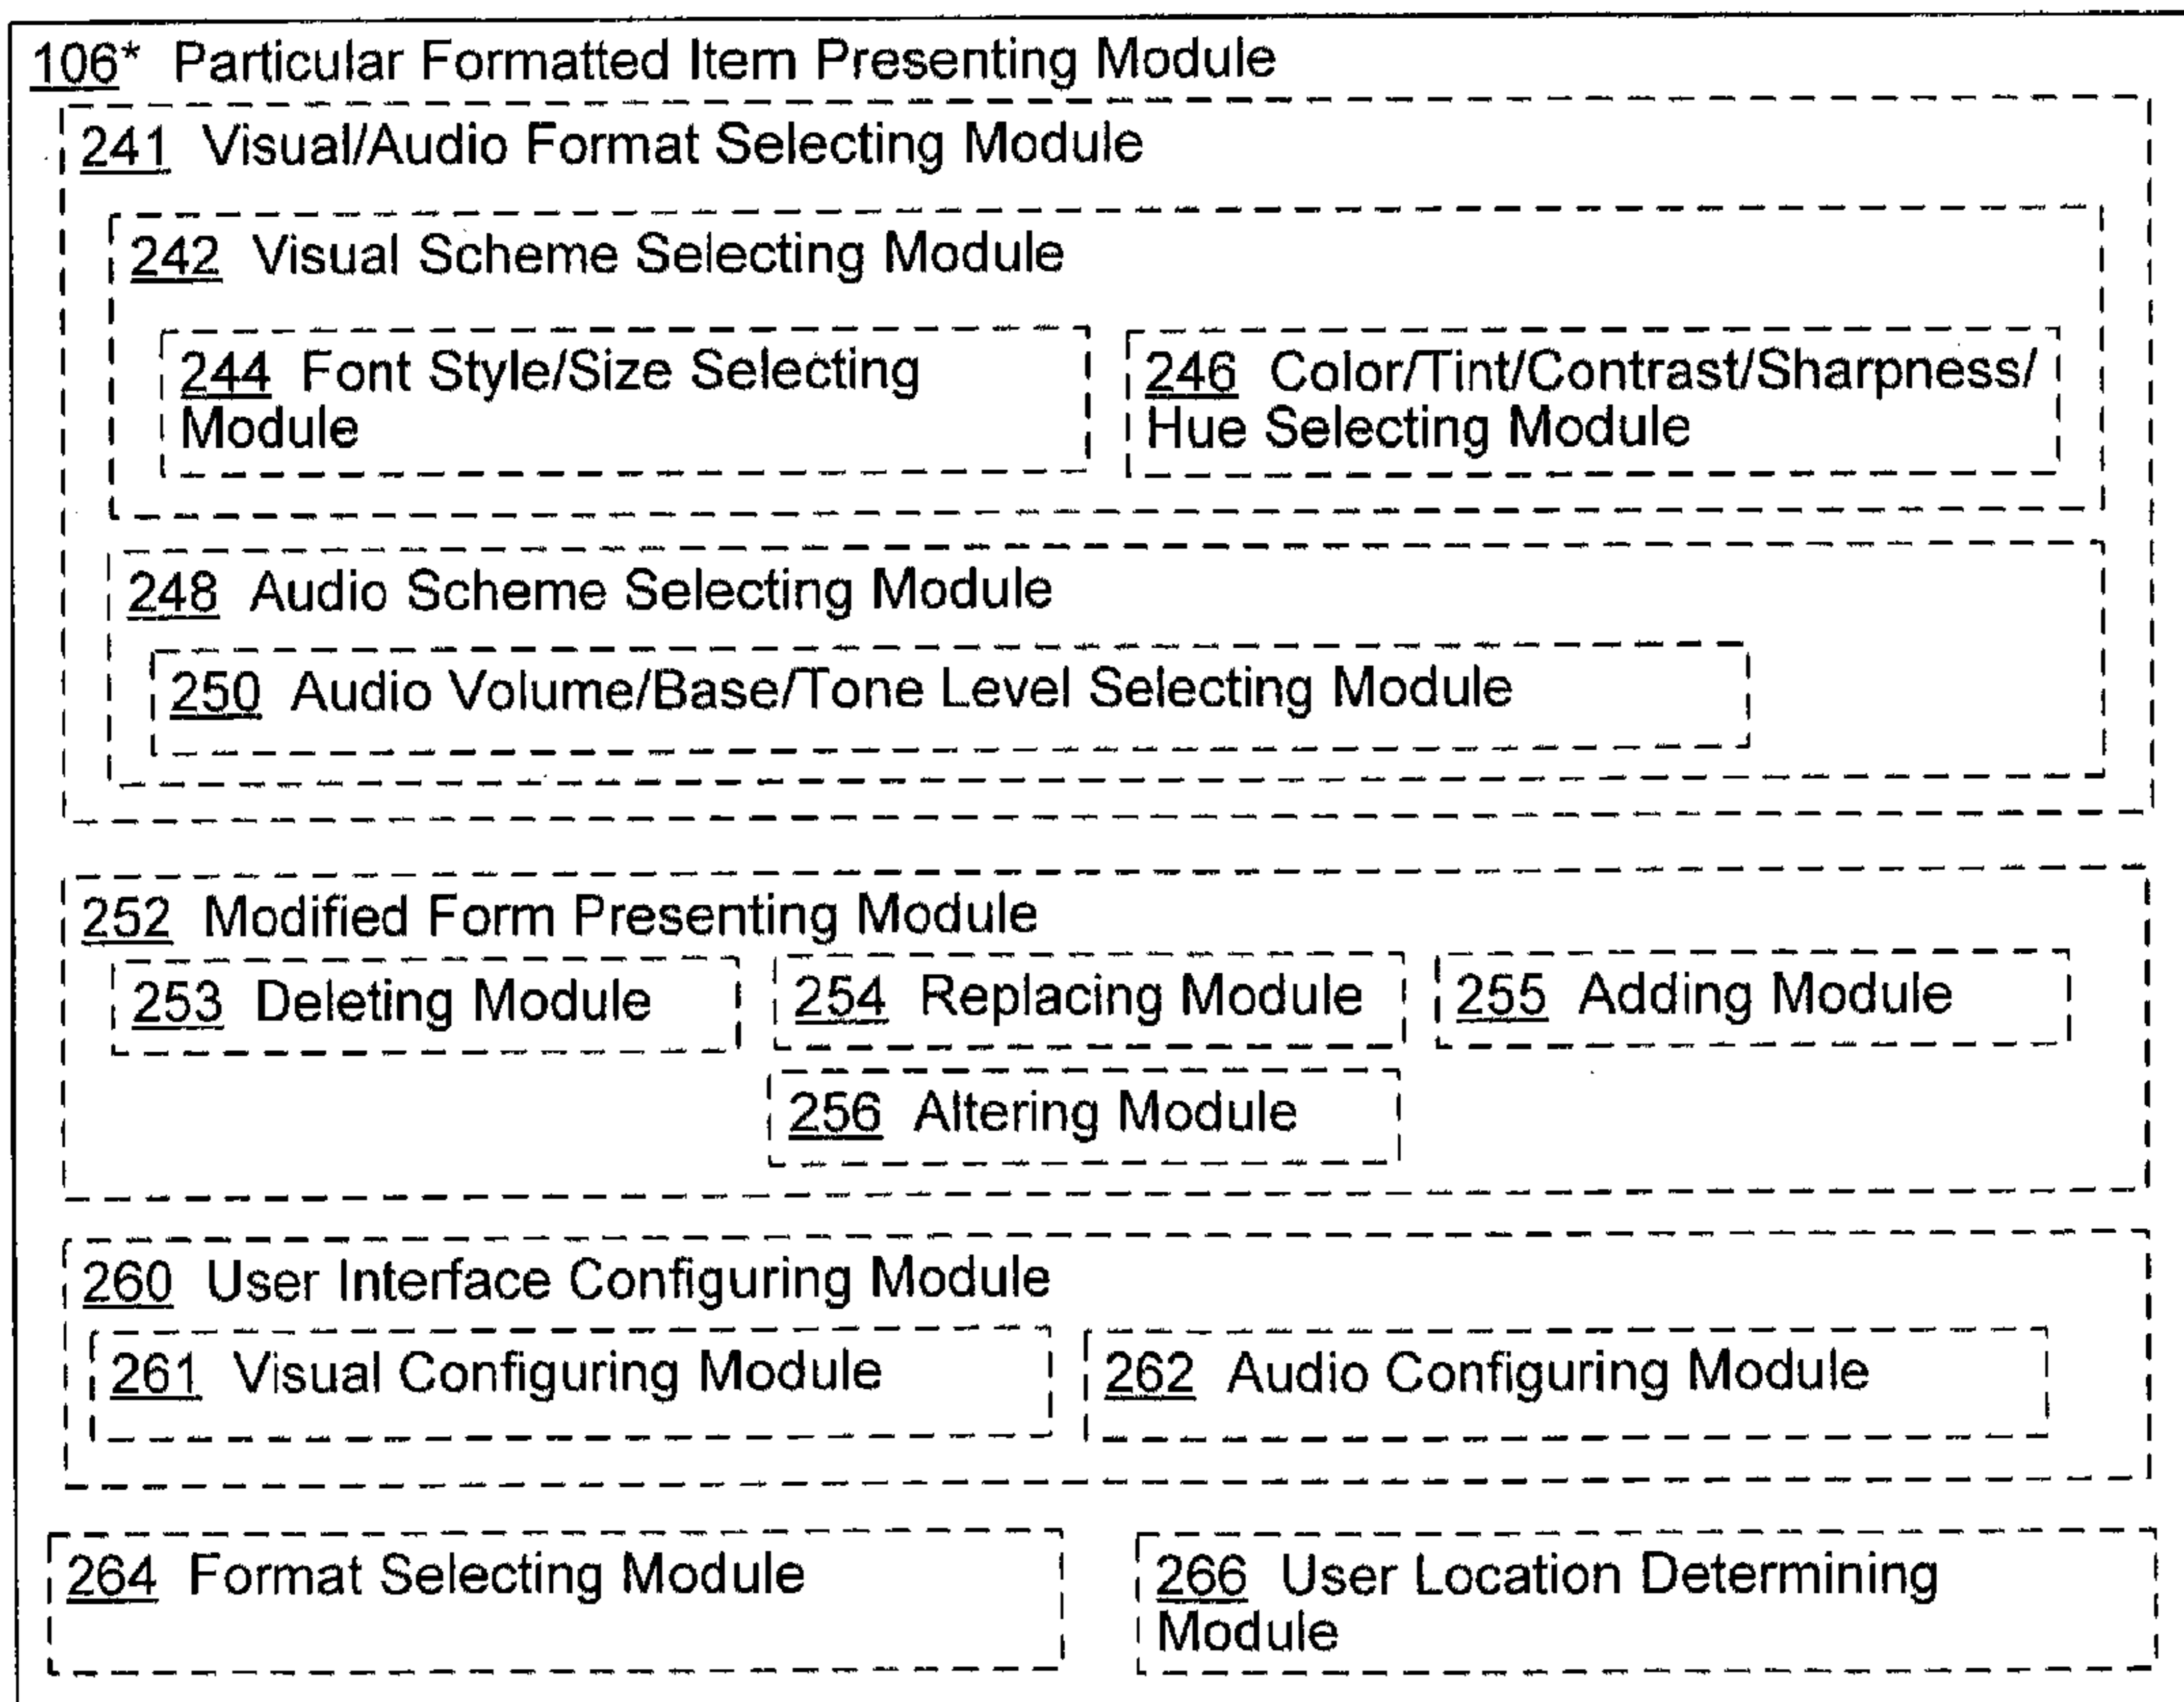 106* Particular Formatted Item Presenting Module
241 Visual/Audio Format Selecting Module
242 Visual Scheme Selecting Module
244 Font Style/Size Selecting
Module
246 Color/Tint/Contrast/Sharpness/
Hue Selecting Module
248 Audio Scheme Selecting Module
250 Audio Volume/Base/Tone Level Selecting Module
252 Modified Form Presenting Module
253 Deleting Module
254 Replacing Module
255 Adding Module
256 Altering Module
260 User Interface Configuring Module
261 Visual Configuring Module
262 Audio Configuring Module
264 Format Selecting Module
266 User Location Determining
Module